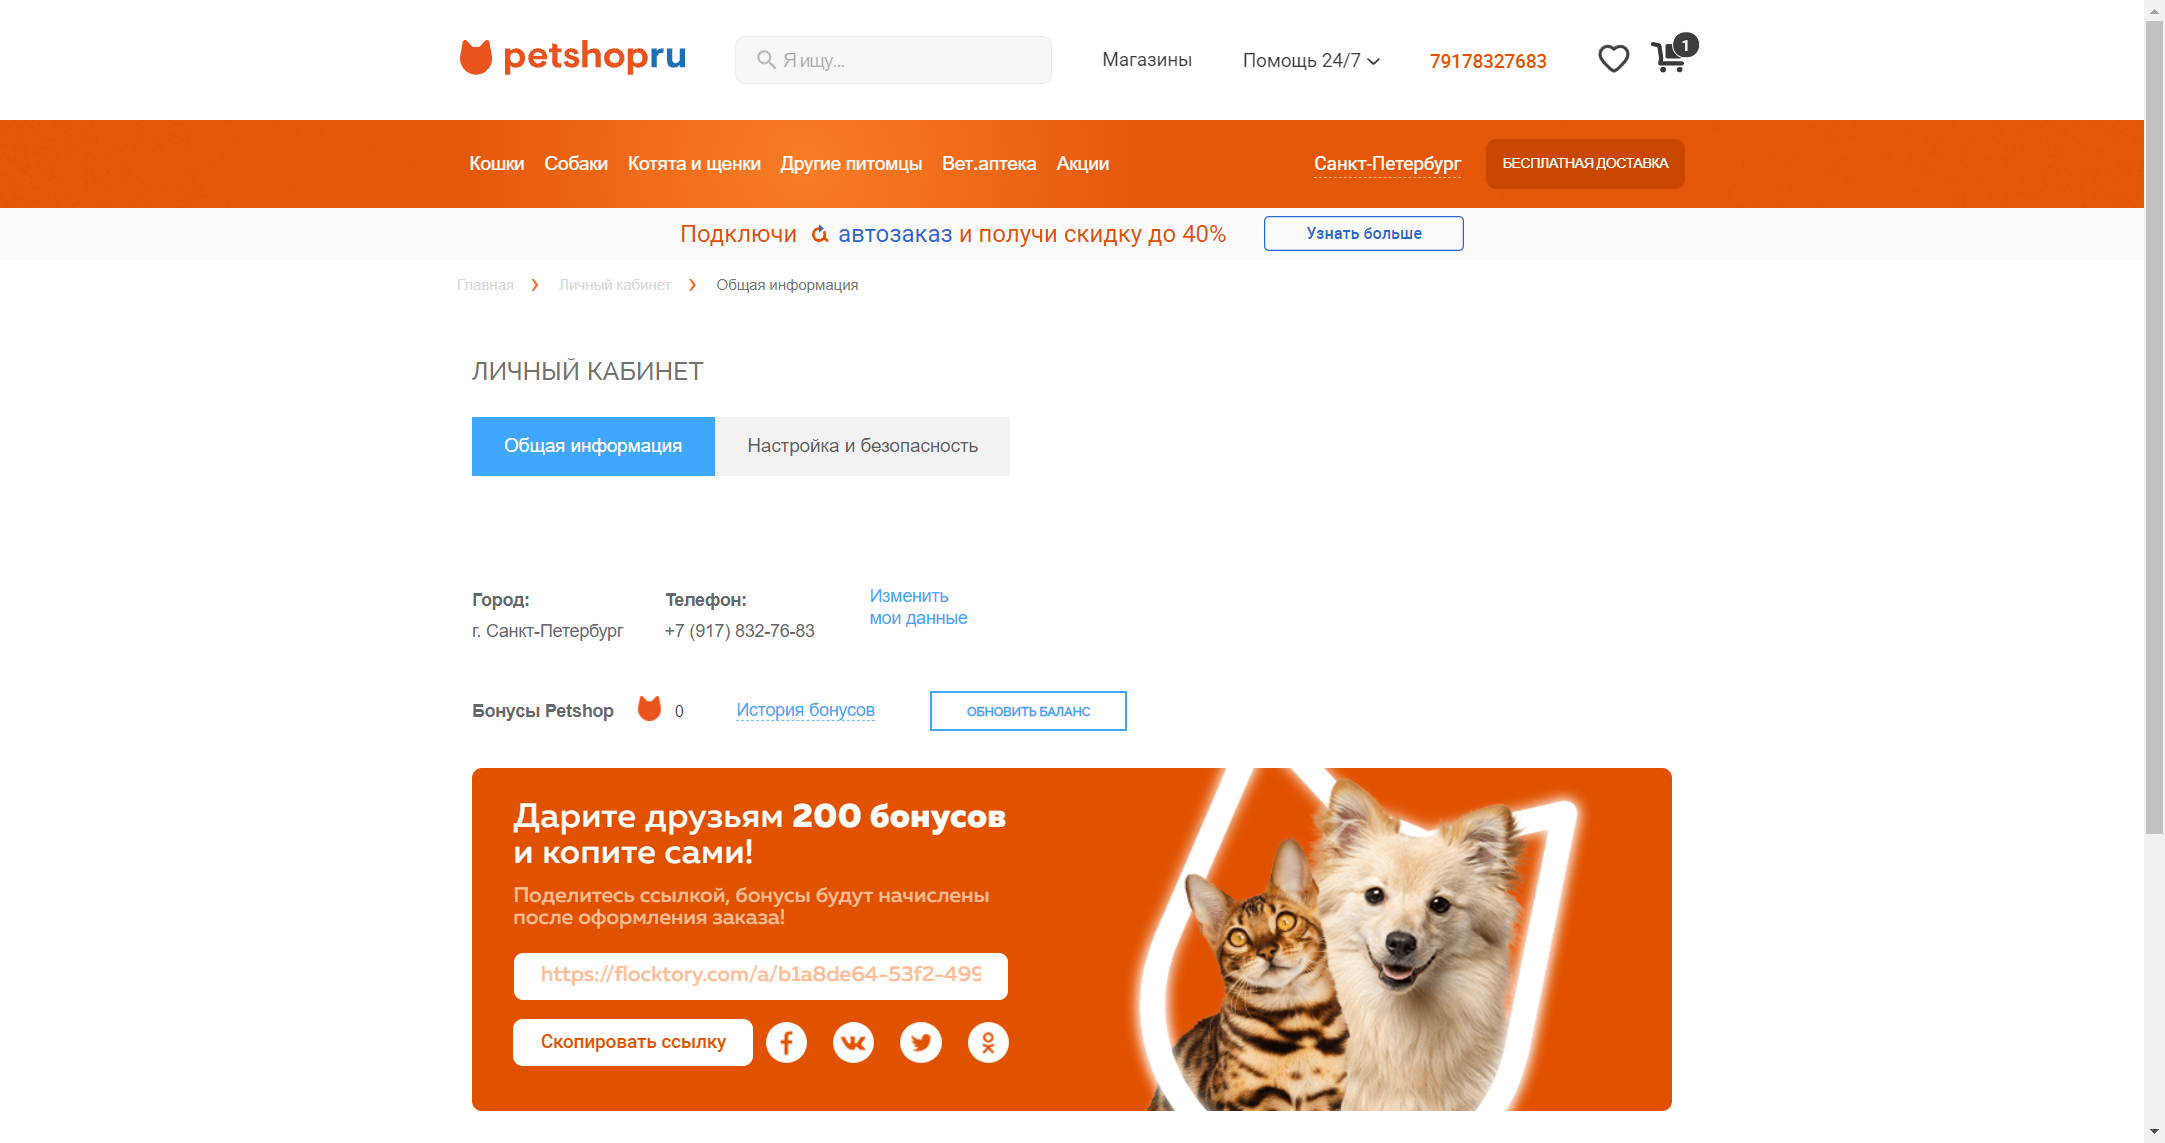 petshopru
Я ищу...
Магазины
Помощь 24/7
79178327683
1
Кошки
Собаки
Котята и щенки
Другие питомцы
Вет.аптека
Акции
Санкт-Петербург
БЕСПЛАТНАЯ ДОСТАВКА
Подключи автозаказ и получи скидку до 40%
Узнать больше
Главная
Личный кабинет
Общая информация
ЛИЧНЫЙ КАБИНЕТ
Общая информация
Настройка и безопасность
Город:
г. Санкт-Петербург
Телефон:
+7 (917) 832-76-83
Изменить
мои данные
Бонусы Petshop
0
История бонусов
ОБНОВИТЬ БАЛАНС
Дарите друзьям 200 бонусов
и копите сами!
Поделитесь ссылкой, бонусы будут начислены
после оформления заказа!
https://flocktory.com/a/b1a8de64-53f2-499
Скопировать ссылку